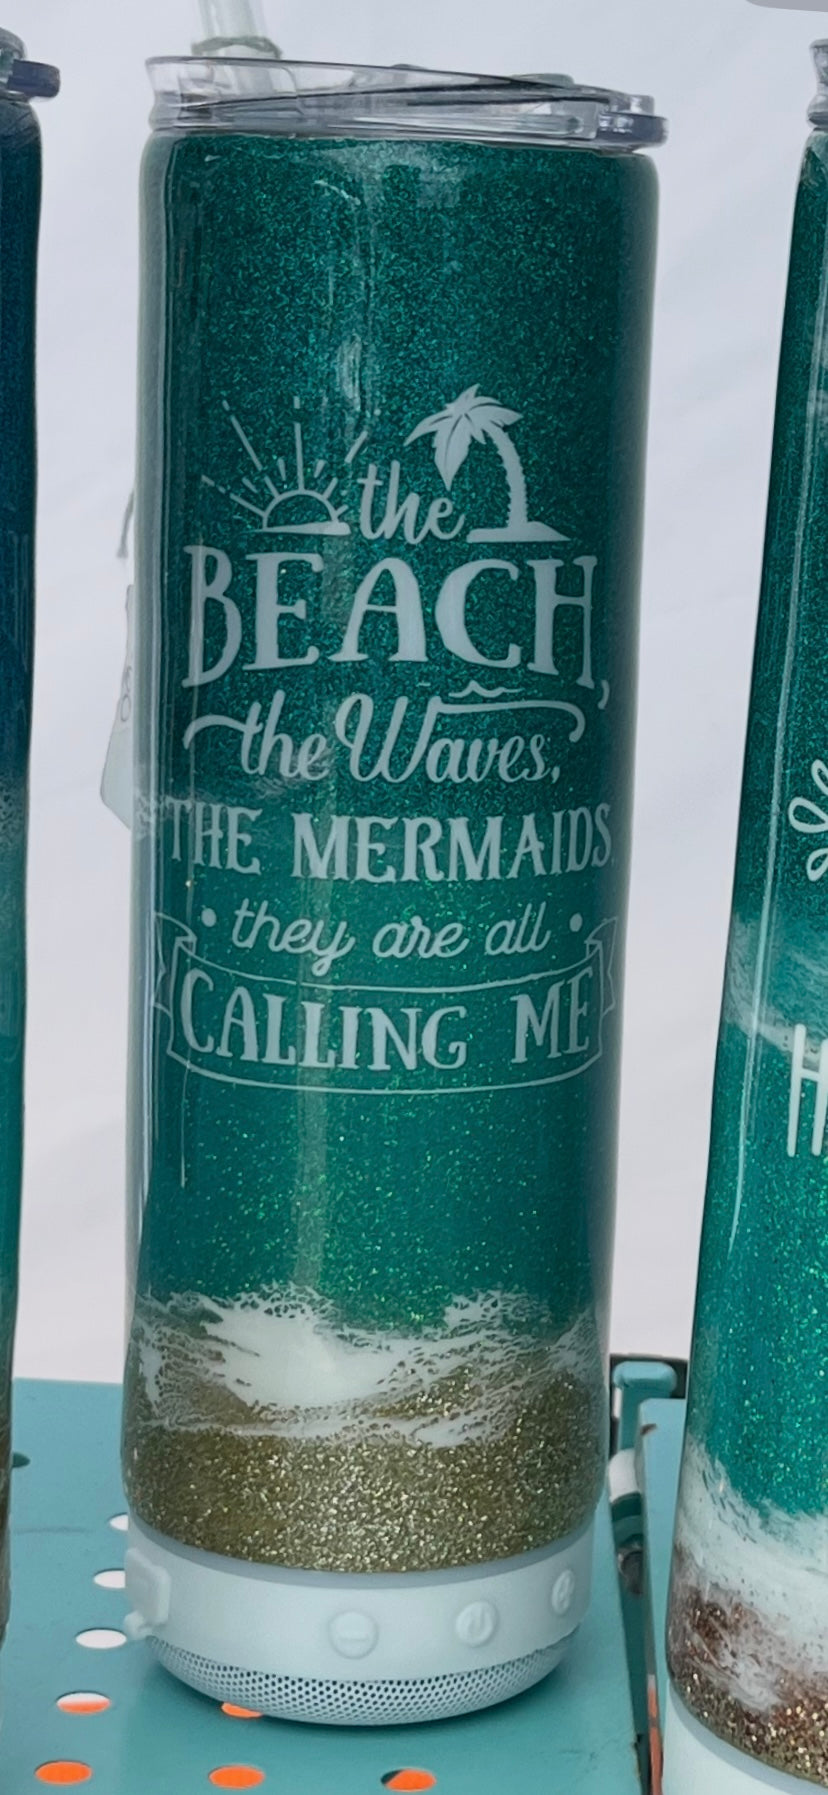 the
BEACH,
the Waves,
THE MERMAIDS
• they are all •
CALLING ME
H